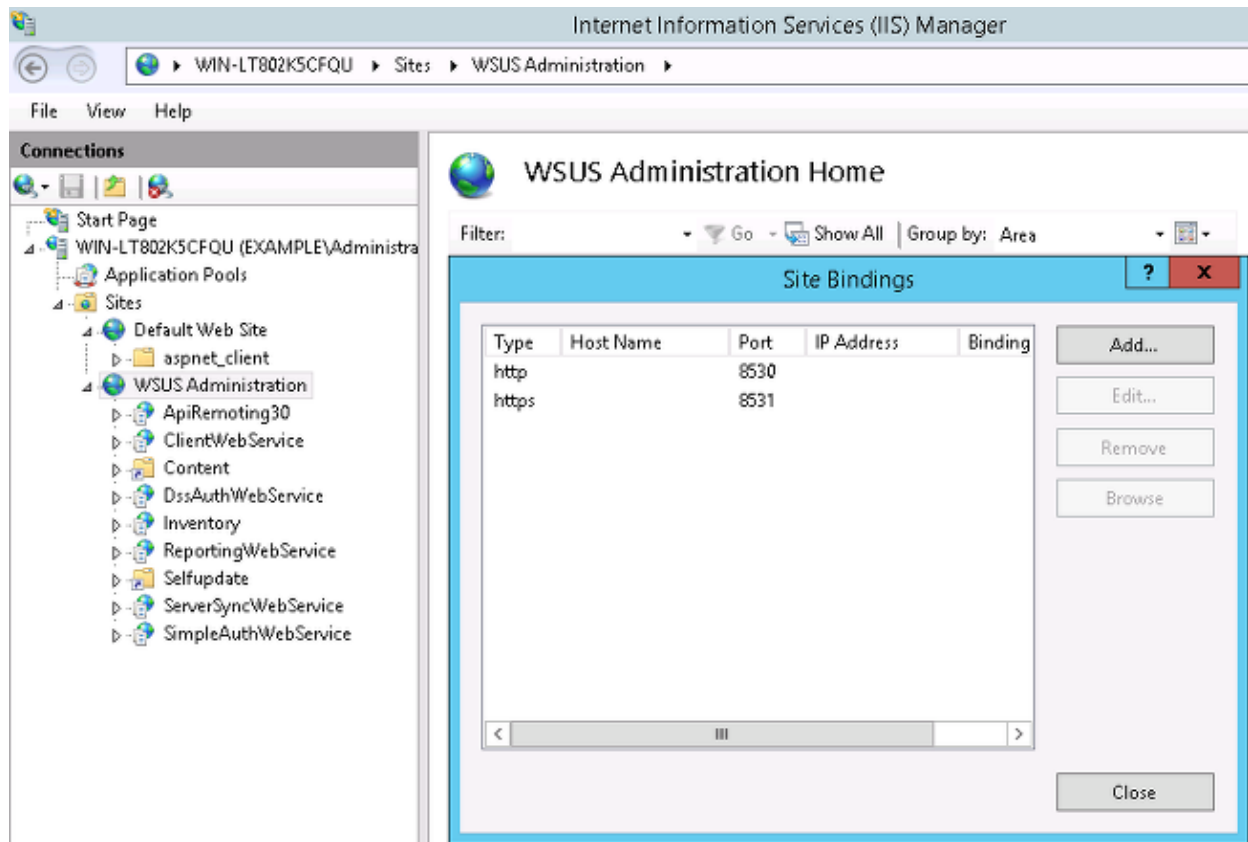 Internet Information Services (IIS) Manager
WIN-LT802K5CFQU Sites WSUS Administration
File View Help
Connections
Start Page
WIN-LT802K5CFQU (EXAMPLE\Administra
Application Pools
Sites
Default Web Site
aspnet_client
WSUS Administration
ApiRemoting30
ClientWebService
Content
DssAuthWebService
Inventory
ReportingWebService
Selfupdate
ServerSyncWebService
SimpleAuthWebService
WSUS Administration Home
Filter: Go Show All Group by: Area
Site Bindings ? X
Type Host Name Port IP Address Binding
http 8530
https 8531
Add...
Edit...
Remove
Browse
Close